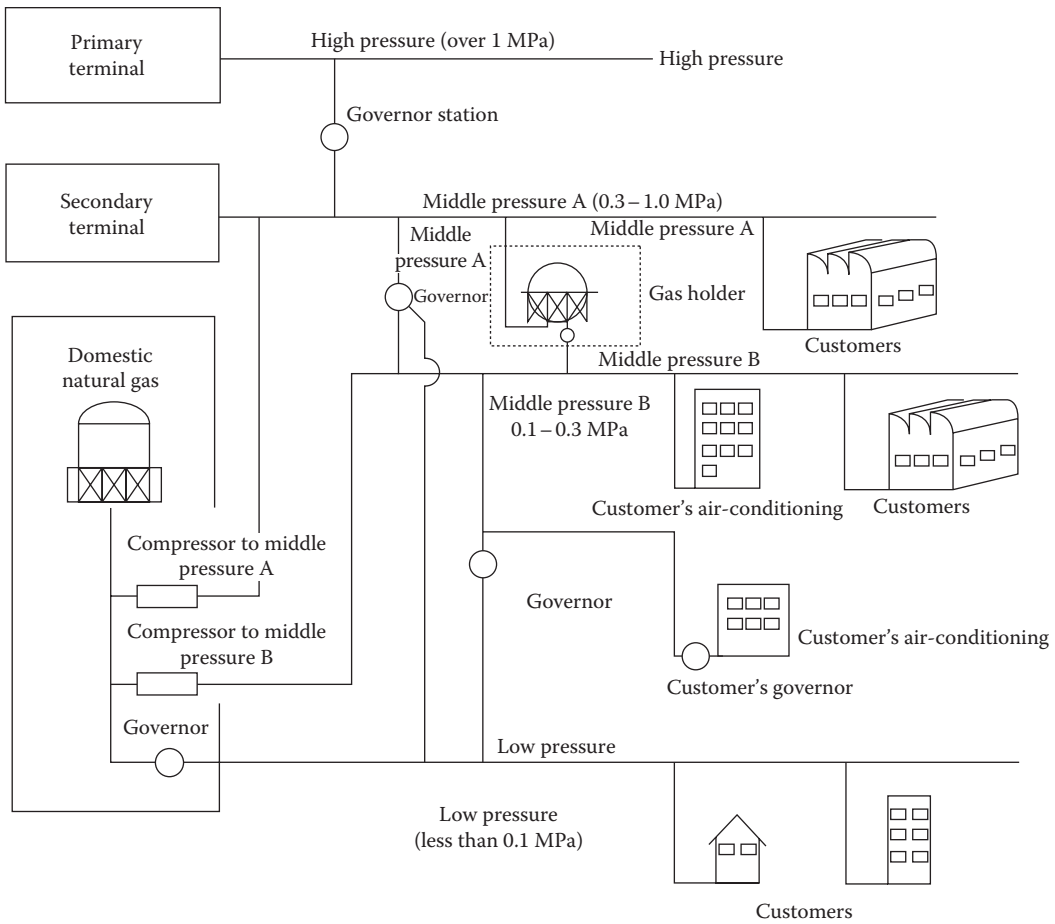 Primary
terminal
High pressure (over 1 MPa)
High pressure
Governor station
Secondary
terminal
Middle pressure A (0.3 – 1.0 MPa)
Middle
pressure A
Middle pressure A
Governor
Gas holder
Customers
Domestic
natural gas
Middle pressure B
Middle pressure B
0.1 – 0.3 MPa
Customer's air-conditioning
Customers
Compressor to middle
pressure A
Governor
Compressor to middle
pressure B
Customer's air-conditioning
Customer's governor
Governor
Low pressure
Low pressure
(less than 0.1 MPa)
Customers